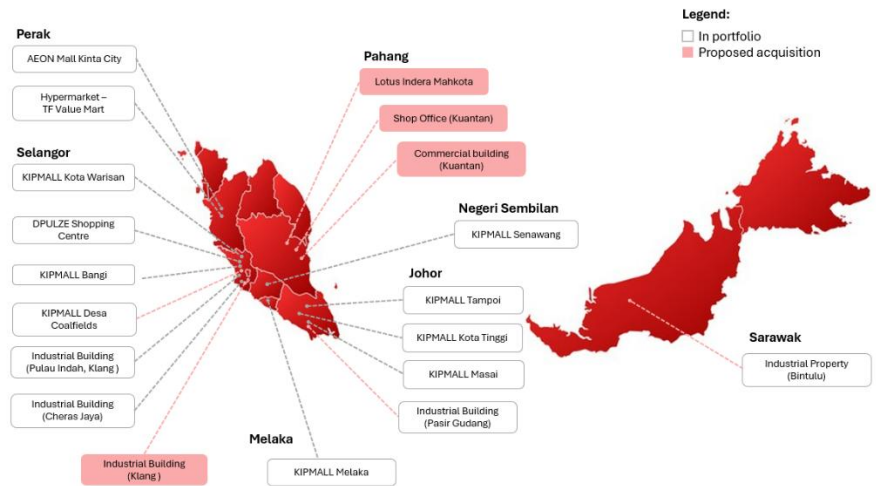 Legend:
In portfolio
Proposed acquisition
Perak
AEON Mall Kinta City
Hypermarket –
TF Value Mart
Selangor
KIPMALL Kota Warisan
DPULZE Shopping
Centre
KIPMALL Bangi
KIPMALL Desa
Coalfields
Industrial Building
(Pulau Indah, Klang )
Industrial Building
(Cheras Jaya)
Industrial Building
(Klang )
Pahang
Lotus Indera Mahkota
Shop Office (Kuantan)
Commercial building
(Kuantan)
Negeri Sembilan
KIPMALL Senawang
Johor
KIPMALL Tampoi
KIPMALL Kota Tinggi
KIPMALL Masai
Industrial Building
(Pasir Gudang)
Melaka
KIPMALL Melaka
Sarawak
Industrial Property
(Bintulu)